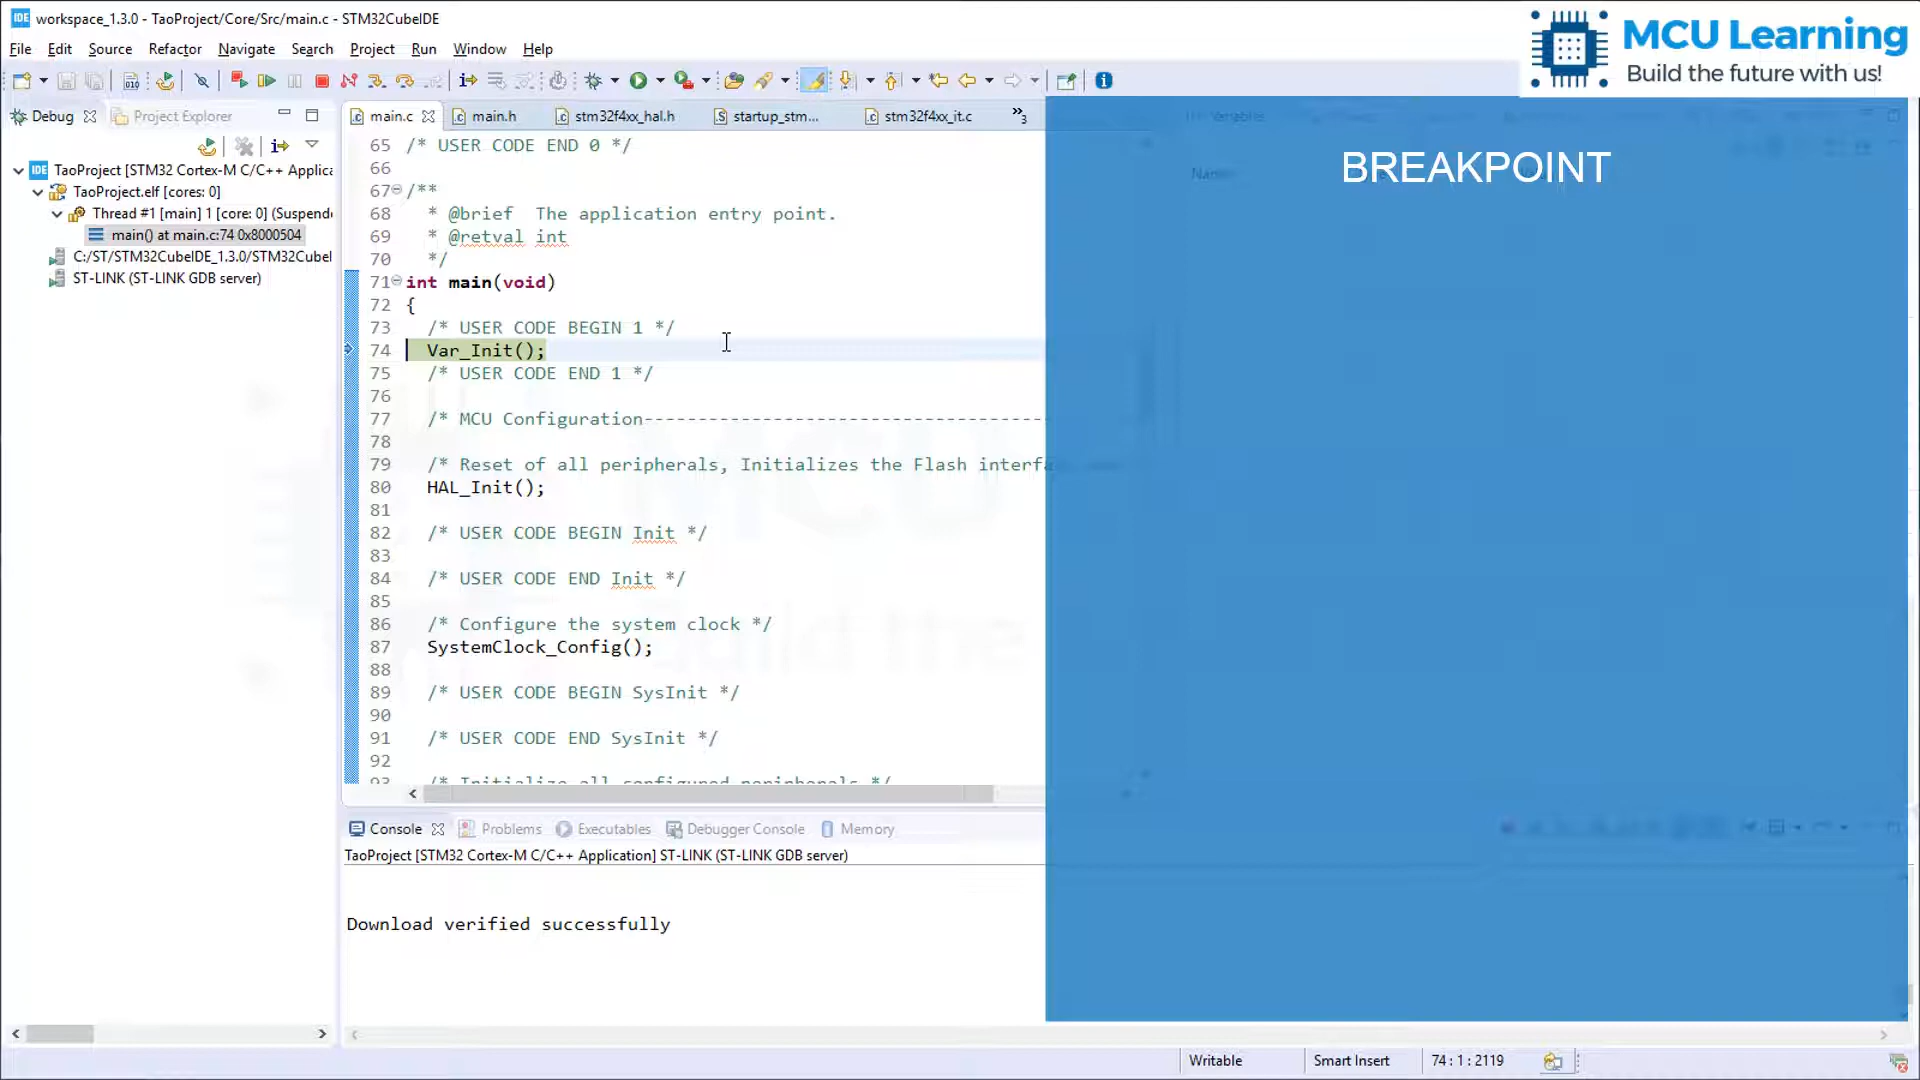 workspace_1.3.0 - TaoProject/Core/Src/main.c - STM32CubeIDE
MCU Learning
Build the future with us!
File Edit Source Refactor Navigate Search Project Run Window Help
Debug Project Explorer
main.c main.h stm32f4xx_hal.h startup_stm... stm32f4xx_it.c »3
BREAKPOINT
TaoProject [STM32 Cortex-M C/C++ Applica
TaoProject.elf [cores: 0]
Thread #1 [main] 1 [core: 0] (Suspend
main() at main.c:74 0x8000504
C:/ST/STM32CubeIDE_1.3.0/STM32CubeI
ST-LINK (ST-LINK GDB server)
65 /* USER CODE END 0 */
66
67 /**
68 * @brief The application entry point.
69 * @retval int
70 */
71 int main(void)
72 {
73 /* USER CODE BEGIN 1 */
74 Var_Init();
75 /* USER CODE END 1 */
76
77 /* MCU Configuration-------------------------------------
78
79 /* Reset of all peripherals, Initializes the Flash interfa
80 HAL_Init();
81
82 /* USER CODE BEGIN Init */
83
84 /* USER CODE END Init */
85
86 /* Configure the system clock */
87 SystemClock_Config();
88
89 /* USER CODE BEGIN SysInit */
90
91 /* USER CODE END SysInit */
92
93 /* Initialize all configured peripherals */
Console Problems Executables Debugger Console Memory
TaoProject [STM32 Cortex-M C/C++ Application] ST-LINK (ST-LINK GDB server)
Download verified successfully
Writable Smart Insert 74 : 1 : 2119